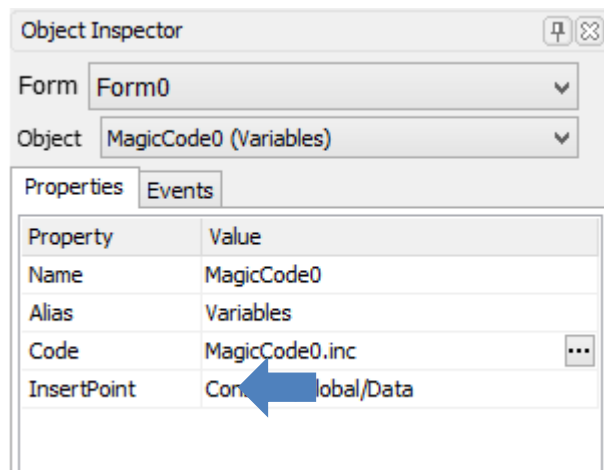 Object Inspector
Form Form0
Object MagicCode0 (Variables)
Properties Events
Property Value
Name MagicCode0
Alias Variables
Code MagicCode0.inc ...
InsertPoint